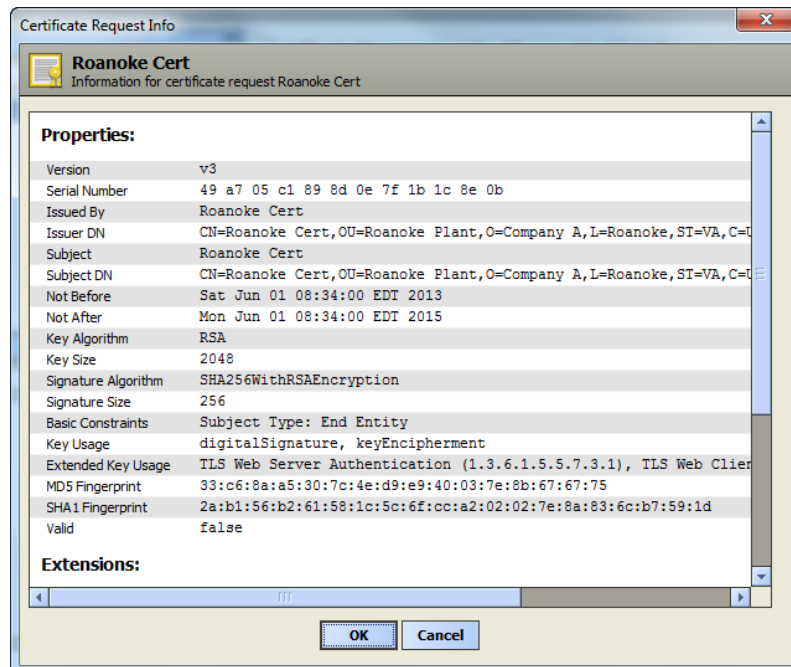 Certificate Request Info
Roanoke Cert
Information for certificate request Roanoke Cert
Properties:
Version v3
Serial Number 49 a7 05 c1 89 8d 0e 7f 1b 1c 8e 0b
Issued By Roanoke Cert
Issuer DN CN=Roanoke Cert,OU=Roanoke Plant,O=Company A,L=Roanoke,ST=VA,C=U
Subject Roanoke Cert
Subject DN CN=Roanoke Cert,OU=Roanoke Plant,O=Company A,L=Roanoke,ST=VA,C=U
Not Before Sat Jun 01 08:34:00 EDT 2013
Not After Mon Jun 01 08:34:00 EDT 2015
Key Algorithm RSA
Key Size 2048
Signature Algorithm SHA256WithRSAEncryption
Signature Size 256
Basic Constraints Subject Type: End Entity
Key Usage digitalSignature, keyEncipherment
Extended Key Usage TLS Web Server Authentication (1.3.6.1.5.5.7.3.1), TLS Web Clien
MD5 Fingerprint 33:c6:8a:a5:30:7c:4e:d9:e9:40:03:7e:8b:67:67:75
SHA1 Fingerprint 2a:b1:56:b2:61:58:1c:5c:6f:cc:a2:02:02:7e:8a:83:6c:b7:59:1d
Valid false
Extensions:
OK Cancel